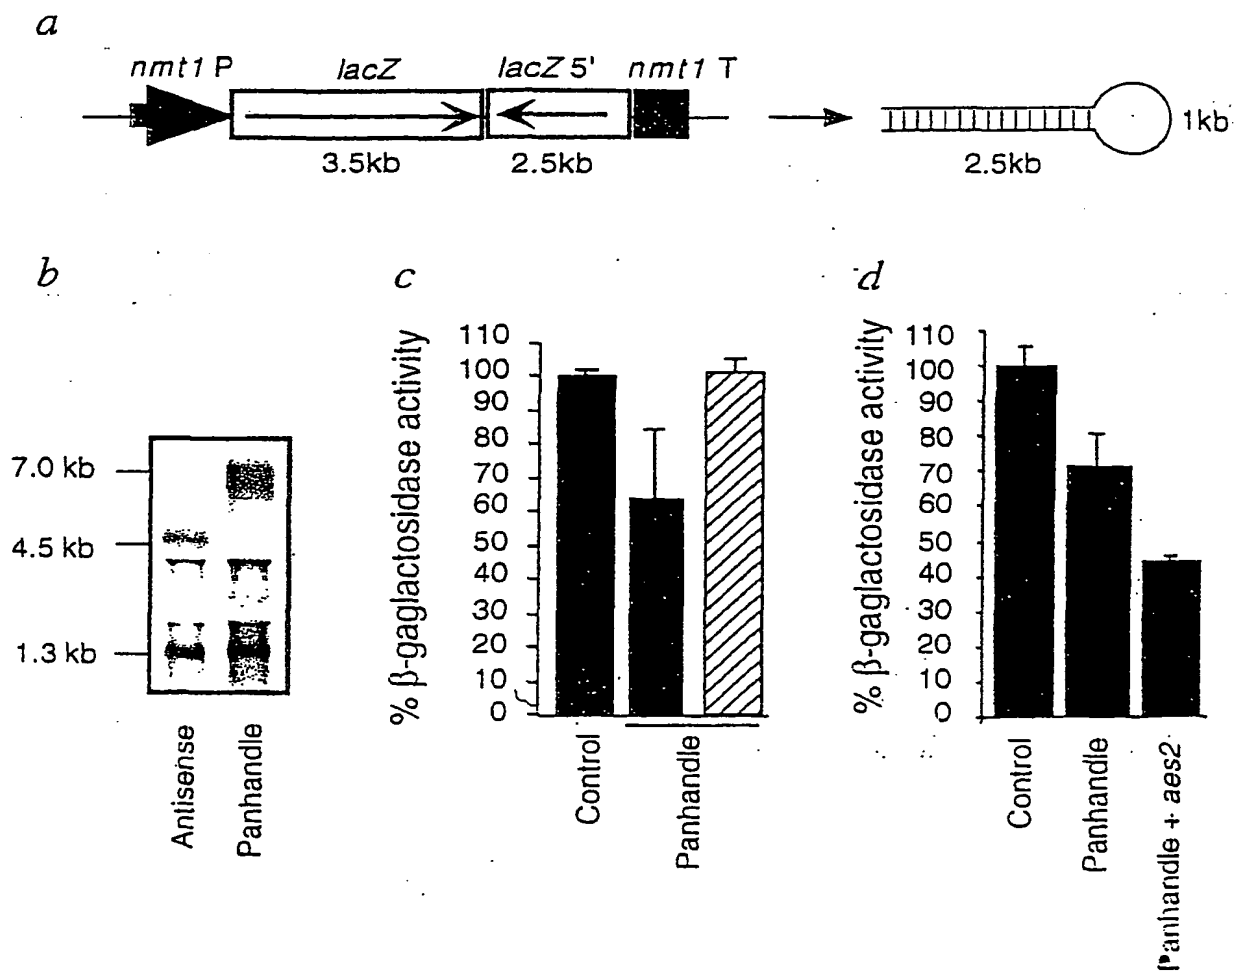 a
nmt1 P lacZ lacZ 5' nmt1 T
1kb
3.5kb 2.5kb 2.5kb
b
7.0 kb
4.5 kb
1.3 kb
Antisense
Panhandle
c
% β-gaglactosidase activity
110
100
90
80
70
60
50
40
30
20
10
0
Control
Panhandle
d
% β-gaglactosidase activity
110
100
90
80
70
60
50
40
30
20
10
0
Control
Panhandle
Panhandle + aes2